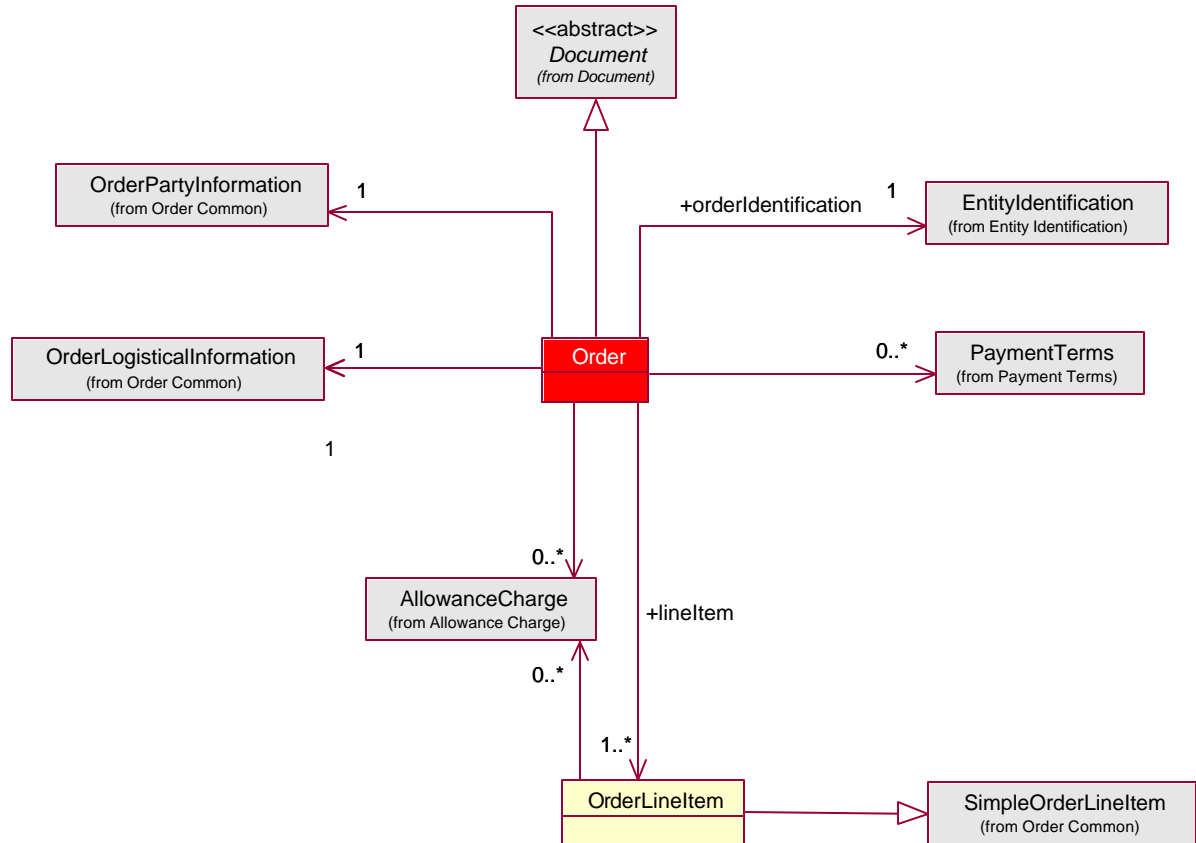 <<abstract>>
Document
(from Document)
OrderPartyInformation
(from Order Common)
1
+orderIdentification
1
EntityIdentification
(from Entity Identification)
OrderLogisticalInformation
(from Order Common)
1
Order
0..*
PaymentTerms
(from Payment Terms)
1
0..*
AllowanceCharge
(from Allowance Charge)
+lineItem
0..*
1..*
OrderLineItem
SimpleOrderLineItem
(from Order Common)